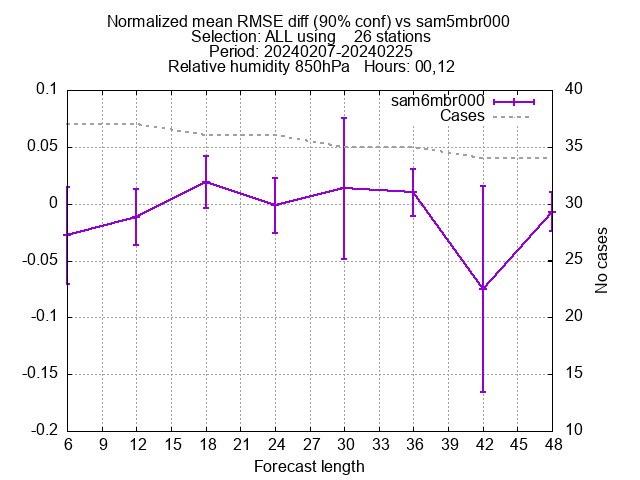 Normalized mean RMSE diff (90% conf) vs sam5mbr000
Selection: ALL using    26 stations
Period: 20240207-20240225
Relative humidity 850hPa   Hours: 00,12
0.1
0.05
0
-0.05
-0.1
-0.15
-0.2
sam6mbr000
Cases
40
35
30
25
20
15
10
No cases
6 12 15 18 21 24 27 30 33 36 39 42 45 48
Forecast length